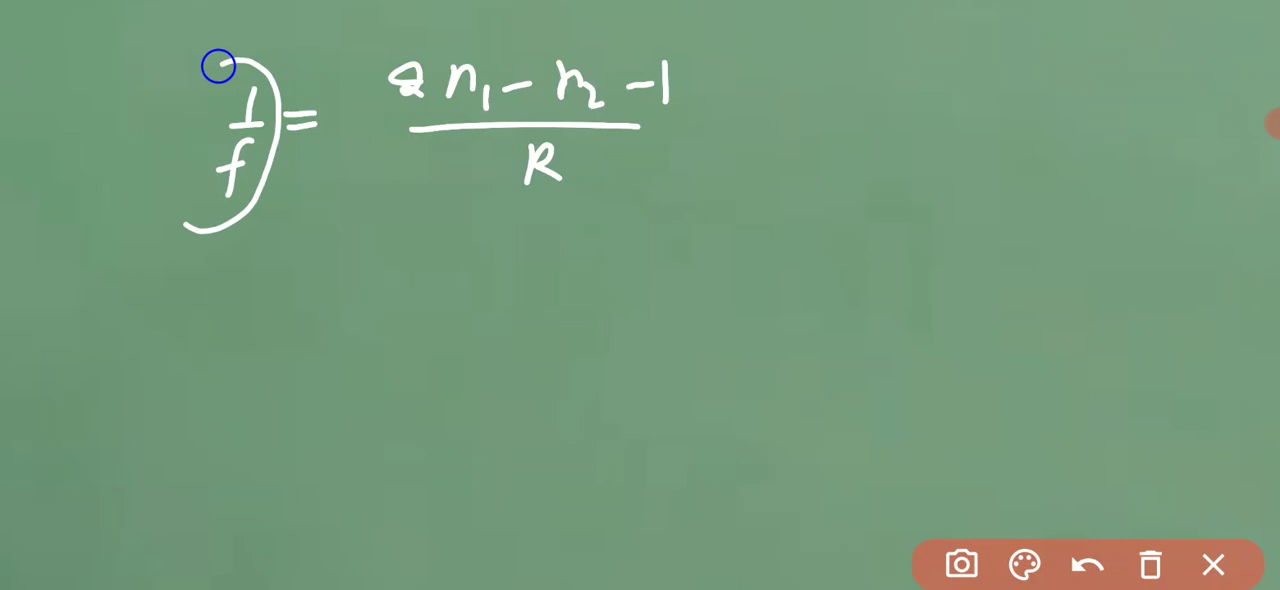 1/f) = (2n₁ - n₂ - 1)/R